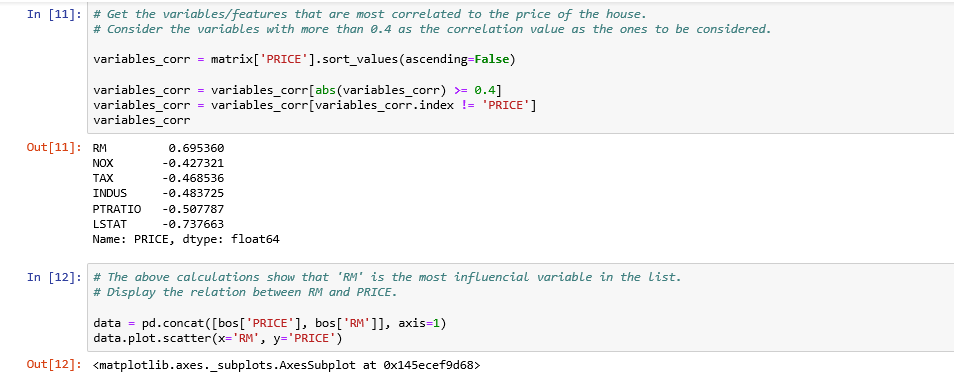 In [11]: # Get the variables/features that are most correlated to the price of the house.
# Consider the variables with more than 0.4 as the correlation value as the ones to be considered.
variables_corr = matrix['PRICE'].sort_values(ascending=False)
variables_corr = variables_corr[abs(variables_corr) >= 0.4]
variables_corr = variables_corr[variables_corr.index != 'PRICE']
variables_corr
Out[11]: RM 0.695360
NOX -0.427321
TAX -0.468536
INDUS -0.483725
PTRATIO -0.507787
LSTAT -0.737663
Name: PRICE, dtype: float64
In [12]: # The above calculations show that 'RM' is the most influencial variable in the list.
# Display the relation between RM and PRICE.
data = pd.concat([bos['PRICE'], bos['RM']], axis=1)
data.plot.scatter(x='RM', y='PRICE')
Out[12]: <matplotlib.axes._subplots.AxesSubplot at 0x145ecef9d68>